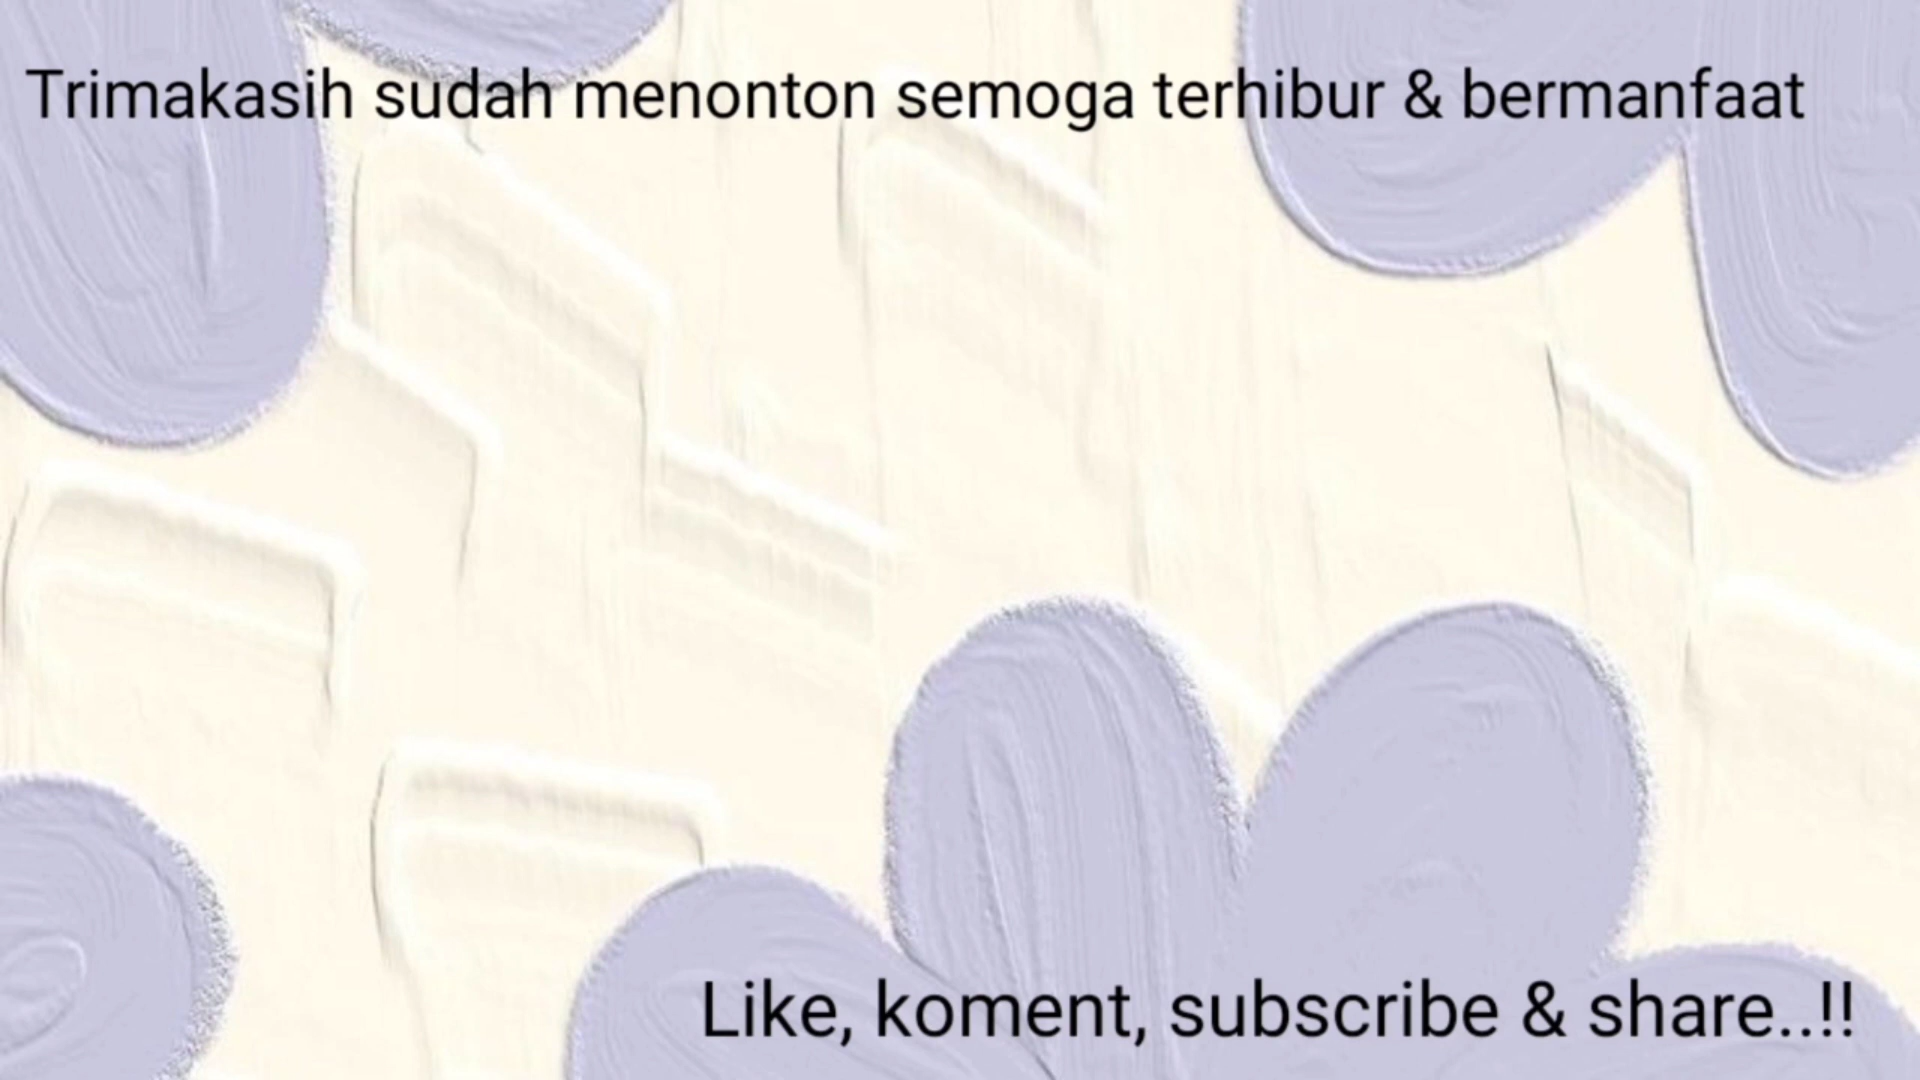 Trimakasih sudah menonton semoga terhibur & bermanfaat
Like, koment, subscribe & share..!!